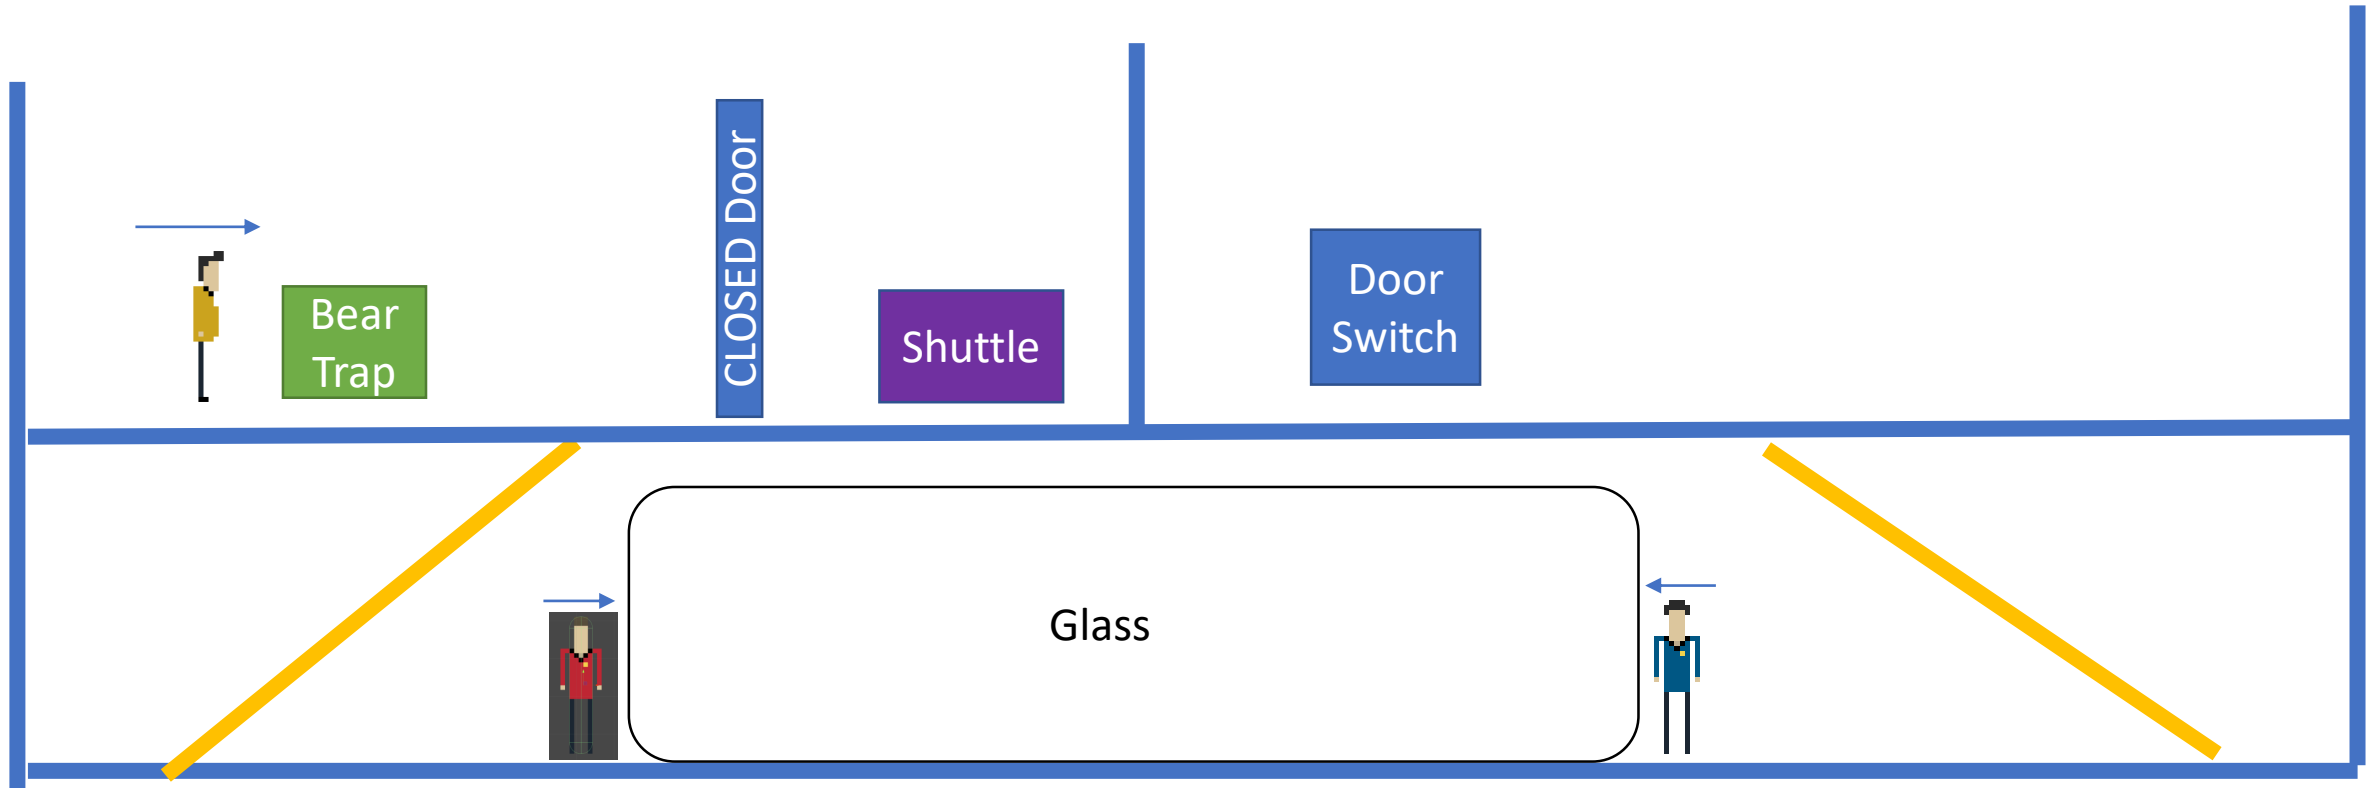 Bear
Trap
CLOSED Door
Shuttle
Door
Switch
Glass